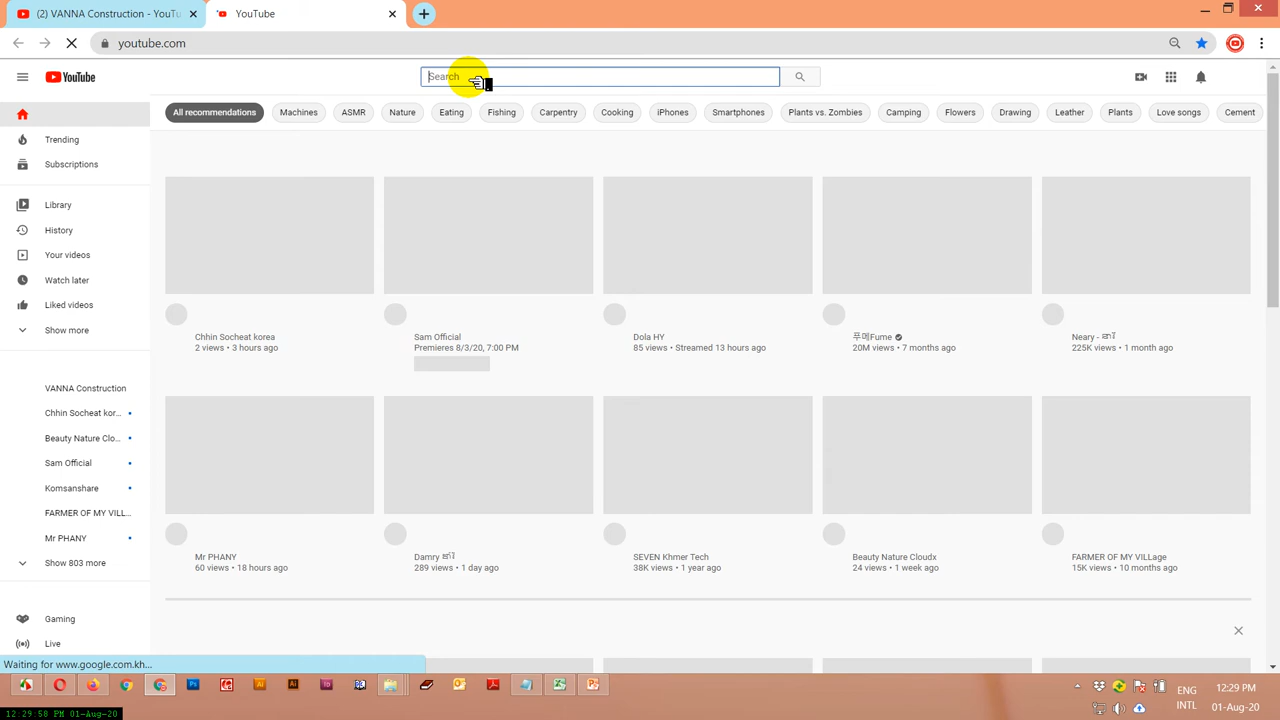 (2) VANNA Construction - YouTu
YouTube
youtube.com
YouTube
Search
All recommendations
Machines
ASMR
Nature
Eating
Fishing
Carpentry
Cooking
iPhones
Smartphones
Plants vs. Zombies
Camping
Flowers
Drawing
Leather
Plants
Love songs
Cement
Trending
Subscriptions
Library
History
Your videos
Watch later
Liked videos
Show more
VANNA Construction
Chhin Socheat kor...
Beauty Nature Clo...
Sam Official
Komsanshare
FARMER OF MY VILL...
Mr PHANY
Show 803 more
Gaming
Live
Chhin Socheat korea
2 views • 3 hours ago
Sam Official
Premieres 8/3/20, 7:00 PM
Dola HY
85 views • Streamed 13 hours ago
푸메Fume
20M views • 7 months ago
Neary - នារី
225K views • 1 month ago
Mr PHANY
60 views • 18 hours ago
Damry
289 views • 1 day ago
SEVEN Khmer Tech
38K views • 1 year ago
Beauty Nature Cloudx
24 views • 1 week ago
FARMER OF MY VILLage
15K views • 10 months ago
Waiting for www.google.com.kh...
ENG
INTL
12:29 PM
01-Aug-20
12:29:58 PM 01-Aug-20